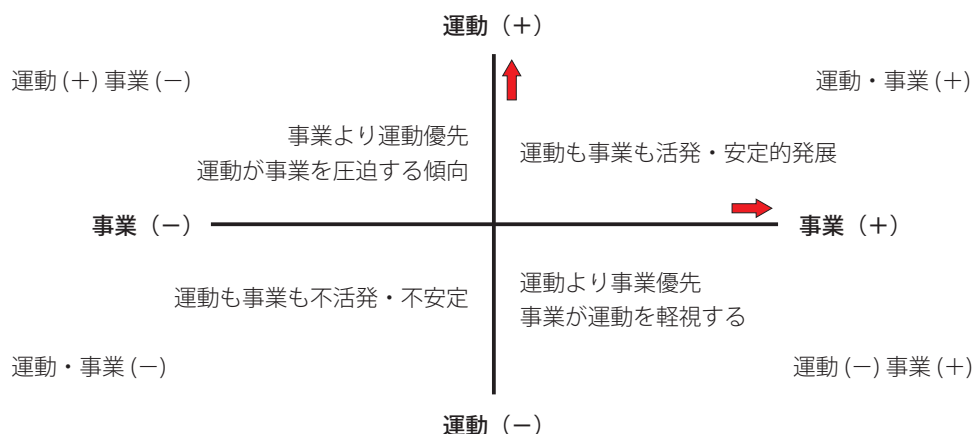 運動（＋）
運動 (＋) 事業 (－)
運動・事業 (＋)
事業より運動優先
運動が事業を圧迫する傾向
運動も事業も活発・安定的発展
事業（－）
事業（＋）
運動も事業も不活発・不安定
運動より事業優先
事業が運動を軽視する
運動・事業 (－)
運動 (－) 事業 (＋)
運動（－）